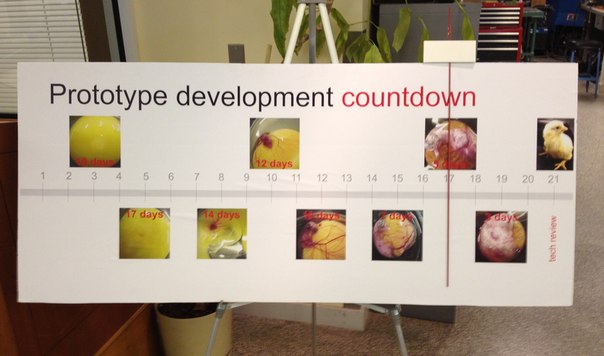 Prototype development countdown
12 days
1 2 3 4 5 6 7 8 9 10 11 12 13 14 15 16 17 18 19 20 21
17 days
14 days
tech review